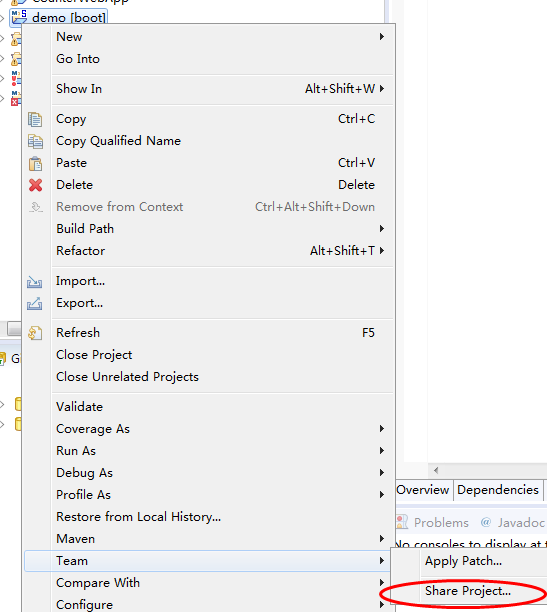 CounterWebApp
demo [boot]
New
Go Into
Show In Alt+Shift+W
Copy Ctrl+C
Copy Qualified Name
Paste Ctrl+V
Delete Delete
Remove from Context Ctrl+Alt+Shift+Down
Build Path
Refactor Alt+Shift+T
Import...
Export...
Refresh F5
Close Project
Close Unrelated Projects
Validate
Coverage As
Run As
Debug As
Profile As
Restore from Local History...
Maven
Team
Compare With
Configure
G
Overview Dependencies
Problems @ Javadoc
No consoles to display at t
Apply Patch...
Share Project...